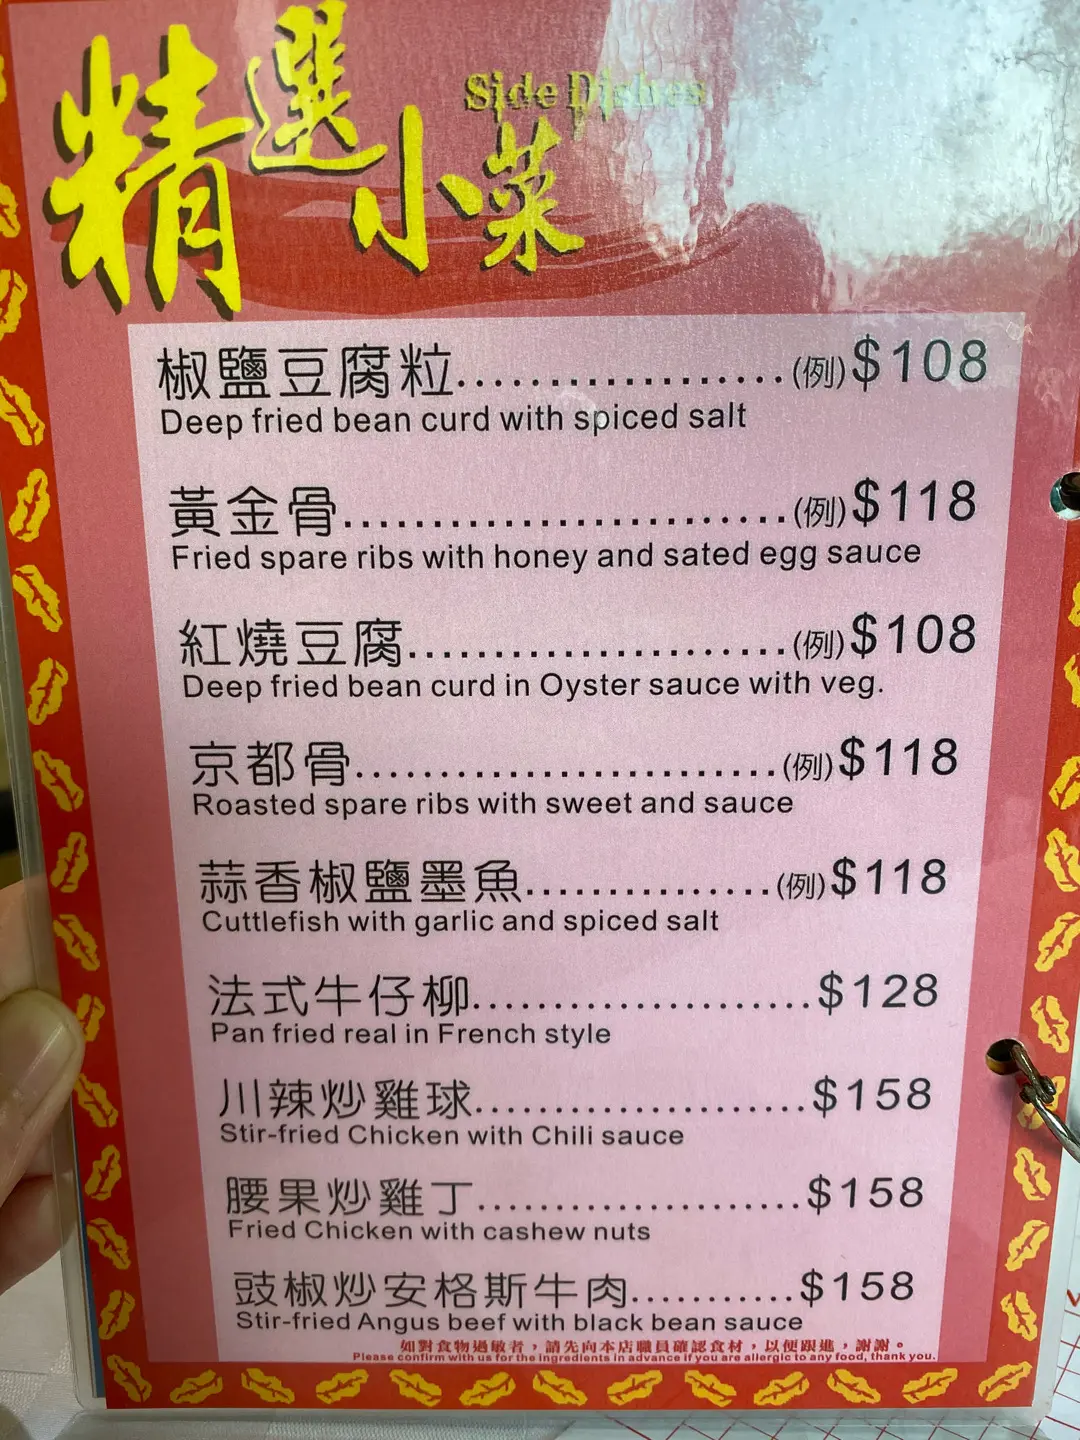 精選小菜
Side Dishes
椒鹽豆腐粒..................(例)$108
Deep fried bean curd with spiced salt
黃金骨.........................(例)$118
Fried spare ribs with honey and sated egg sauce
紅燒豆腐......................(例)$108
Deep fried bean curd in Oyster sauce with veg.
京都骨.........................(例)$118
Roasted spare ribs with sweet and sauce
蒜香椒鹽墨魚...............(例)$118
Cuttlefish with garlic and spiced salt
法式牛仔柳.....................$128
Pan fried real in French style
川辣炒雞球......................$158
Stir-fried Chicken with Chili sauce
腰果炒雞丁.....................$158
Fried Chicken with cashew nuts
豉椒炒安格斯牛肉...........$158
Stir-fried Angus beef with black bean sauce
如對食物過敏者，請先向本店職員確認食材，以便跟進，謝謝。
Please confirm with us for the ingredients in advance if you are allergic to any food, thank you.